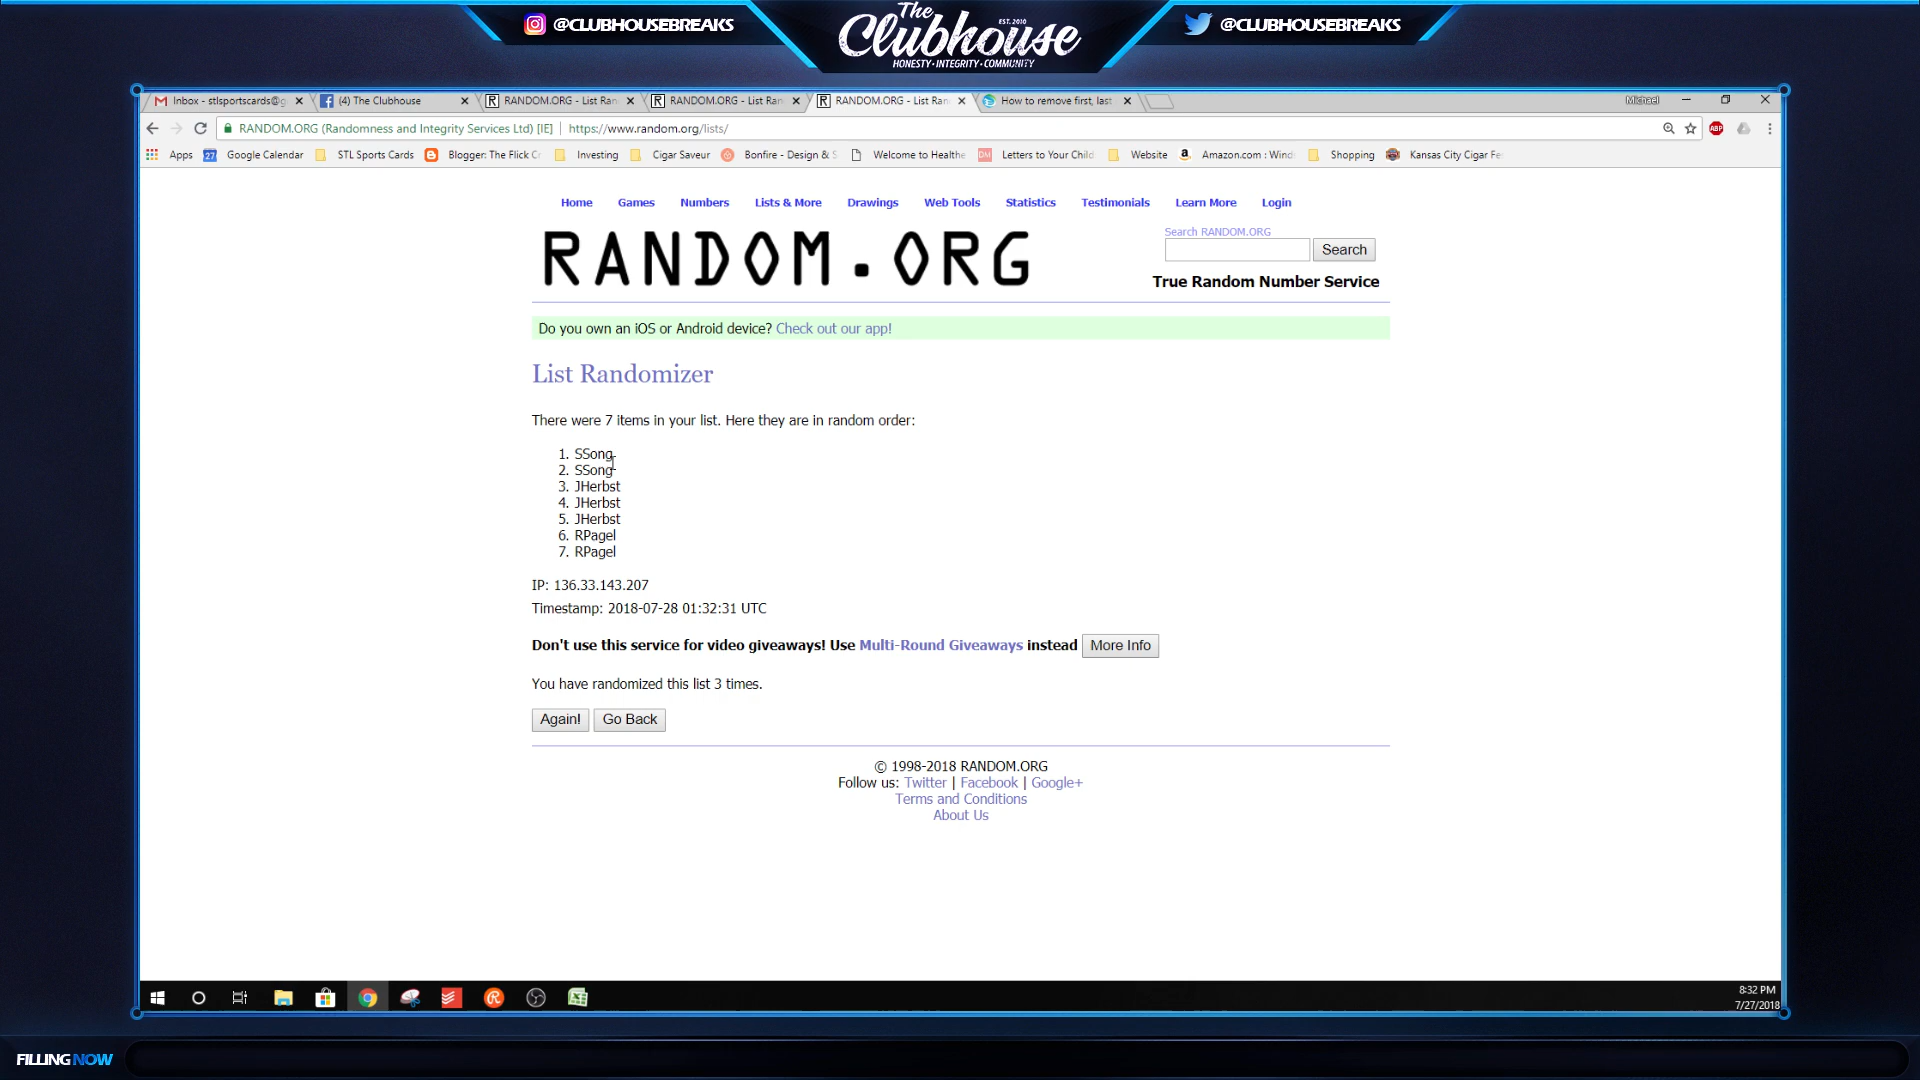 @CLUBHOUSEBREAKS
The Clubhouse
EST. 2010
HONESTY • INTEGRITY • COMMUNITY
@CLUBHOUSEBREAKS
Inbox - stlsportscards@g
(4) The Clubhouse
RANDOM.ORG - List Ran
RANDOM.ORG - List Ran
RANDOM.ORG - List Ran
How to remove first, last
Michael
RANDOM.ORG (Randomness and Integrity Services Ltd) [IE] | https://www.random.org/lists/
ABP
Apps
27 Google Calendar
STL Sports Cards
Blogger: The Flick Cr
Investing
Cigar Saveur
Bonfire - Design & S
Welcome to Healthe
DM Letters to Your Child
Website
Amazon.com : Wind
Shopping
Kansas City Cigar Fes
Home Games Numbers Lists & More Drawings Web Tools Statistics Testimonials Learn More Login
RANDOM.ORG
Search RANDOM.ORG
Search
True Random Number Service
Do you own an iOS or Android device? Check out our app!
List Randomizer
There were 7 items in your list. Here they are in random order:
1. SSong
2. SSong
3. JHerbst
4. JHerbst
5. JHerbst
6. RPagel
7. RPagel
IP: 136.33.143.207
Timestamp: 2018-07-28 01:32:31 UTC
Don't use this service for video giveaways! Use Multi-Round Giveaways instead More Info
You have randomized this list 3 times.
Again! Go Back
© 1998-2018 RANDOM.ORG
Follow us: Twitter | Facebook | Google+
Terms and Conditions
About Us
8:32 PM
7/27/2018
FILLING NOW